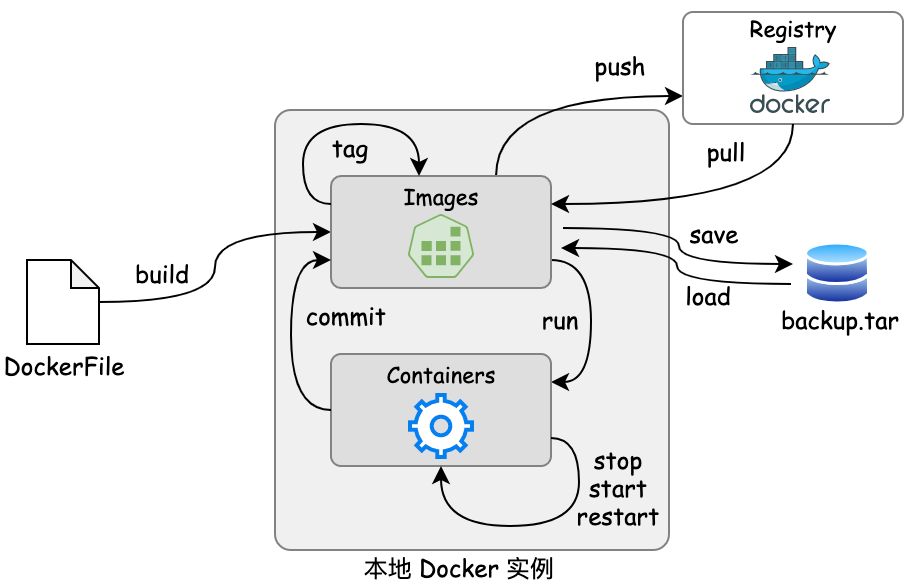 Registry
docker
push
pull
tag
Images
save
load
backup.tar
build
DockerFile
commit
run
Containers
stop
start
restart
本地 Docker 实例